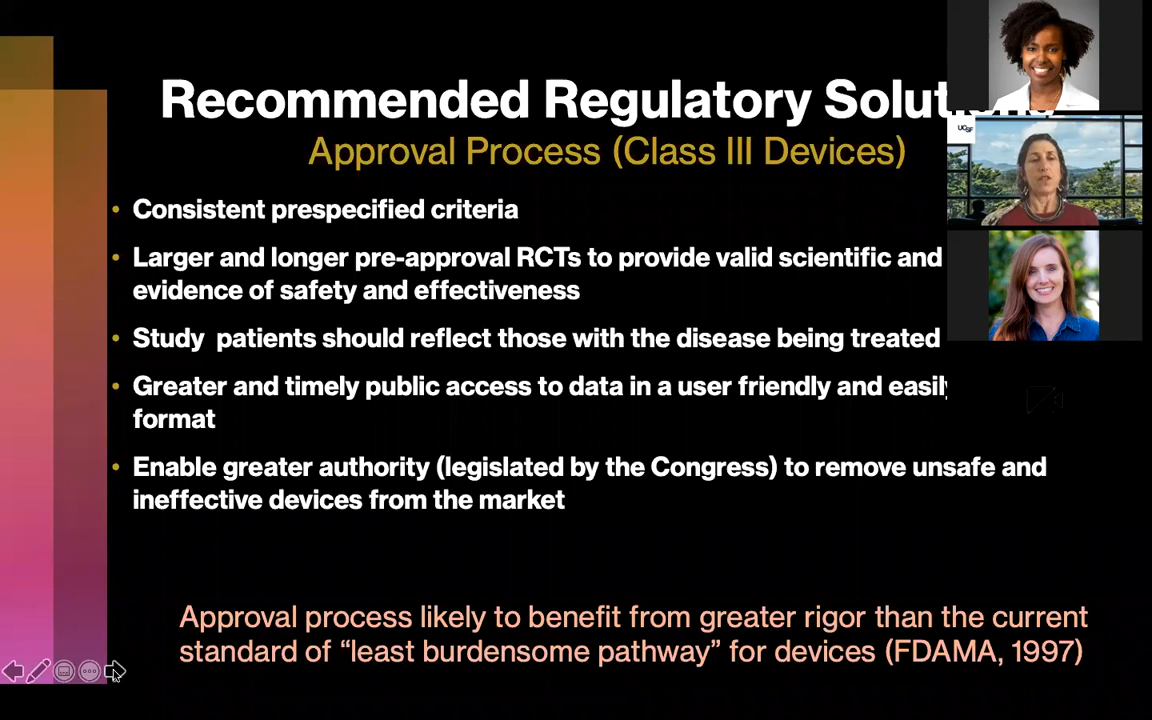 Recommended Regulatory
Approval Process (Class III Devices)
• Consistent prespecified criteria
• Larger and longer pre-approval RCTs to provide valid scientific and
evidence of safety and effectiveness
• Study patients should reflect those with the disease being treated
• Greater and timely public access to data in a user friendly and
format
• Enable greater authority (legislated by the Congress) to remove unsafe and
ineffective devices from the market
Approval process likely to benefit from greater rigor than the current
standard of “least burdensome pathway” for devices (FDAMA, 1997)
UCSF